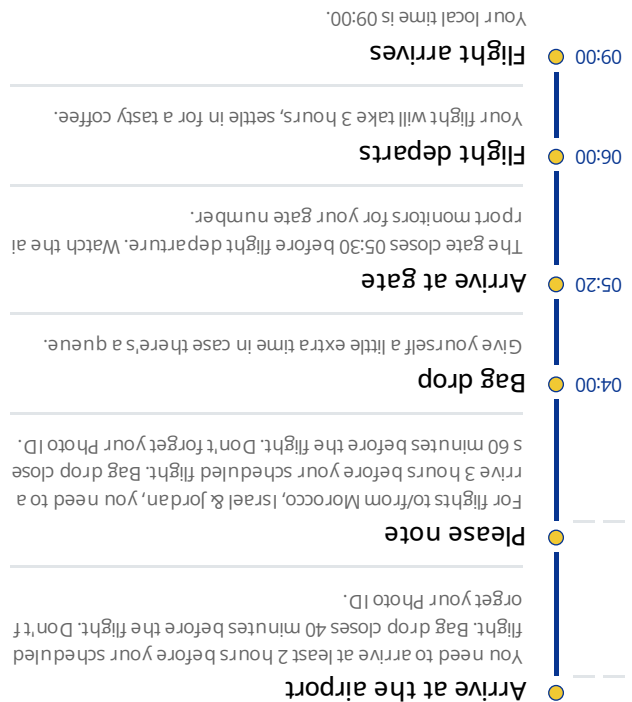 Arrive at the airport
You need to arrive at least 2 hours before your scheduled
flight. Bag drop closes 40 minutes before the flight. Don't f
orget your Photo ID.
Please note
For flights to/from Morocco, Israel & Jordan, you need to a
rrive 3 hours before your scheduled flight. Bag drop close
s 60 minutes before the flight. Don't forget your Photo ID.
04:00
Bag drop
Give yourself a little extra time in case there's a queue.
05:20
Arrive at gate
The gate closes 05:30 before flight departure. Watch the ai
rport monitors for your gate number.
06:00
Flight departs
Your flight will take 3 hours, settle in for a tasty coffee.
09:00
Flight arrives
Your local time is 09:00.